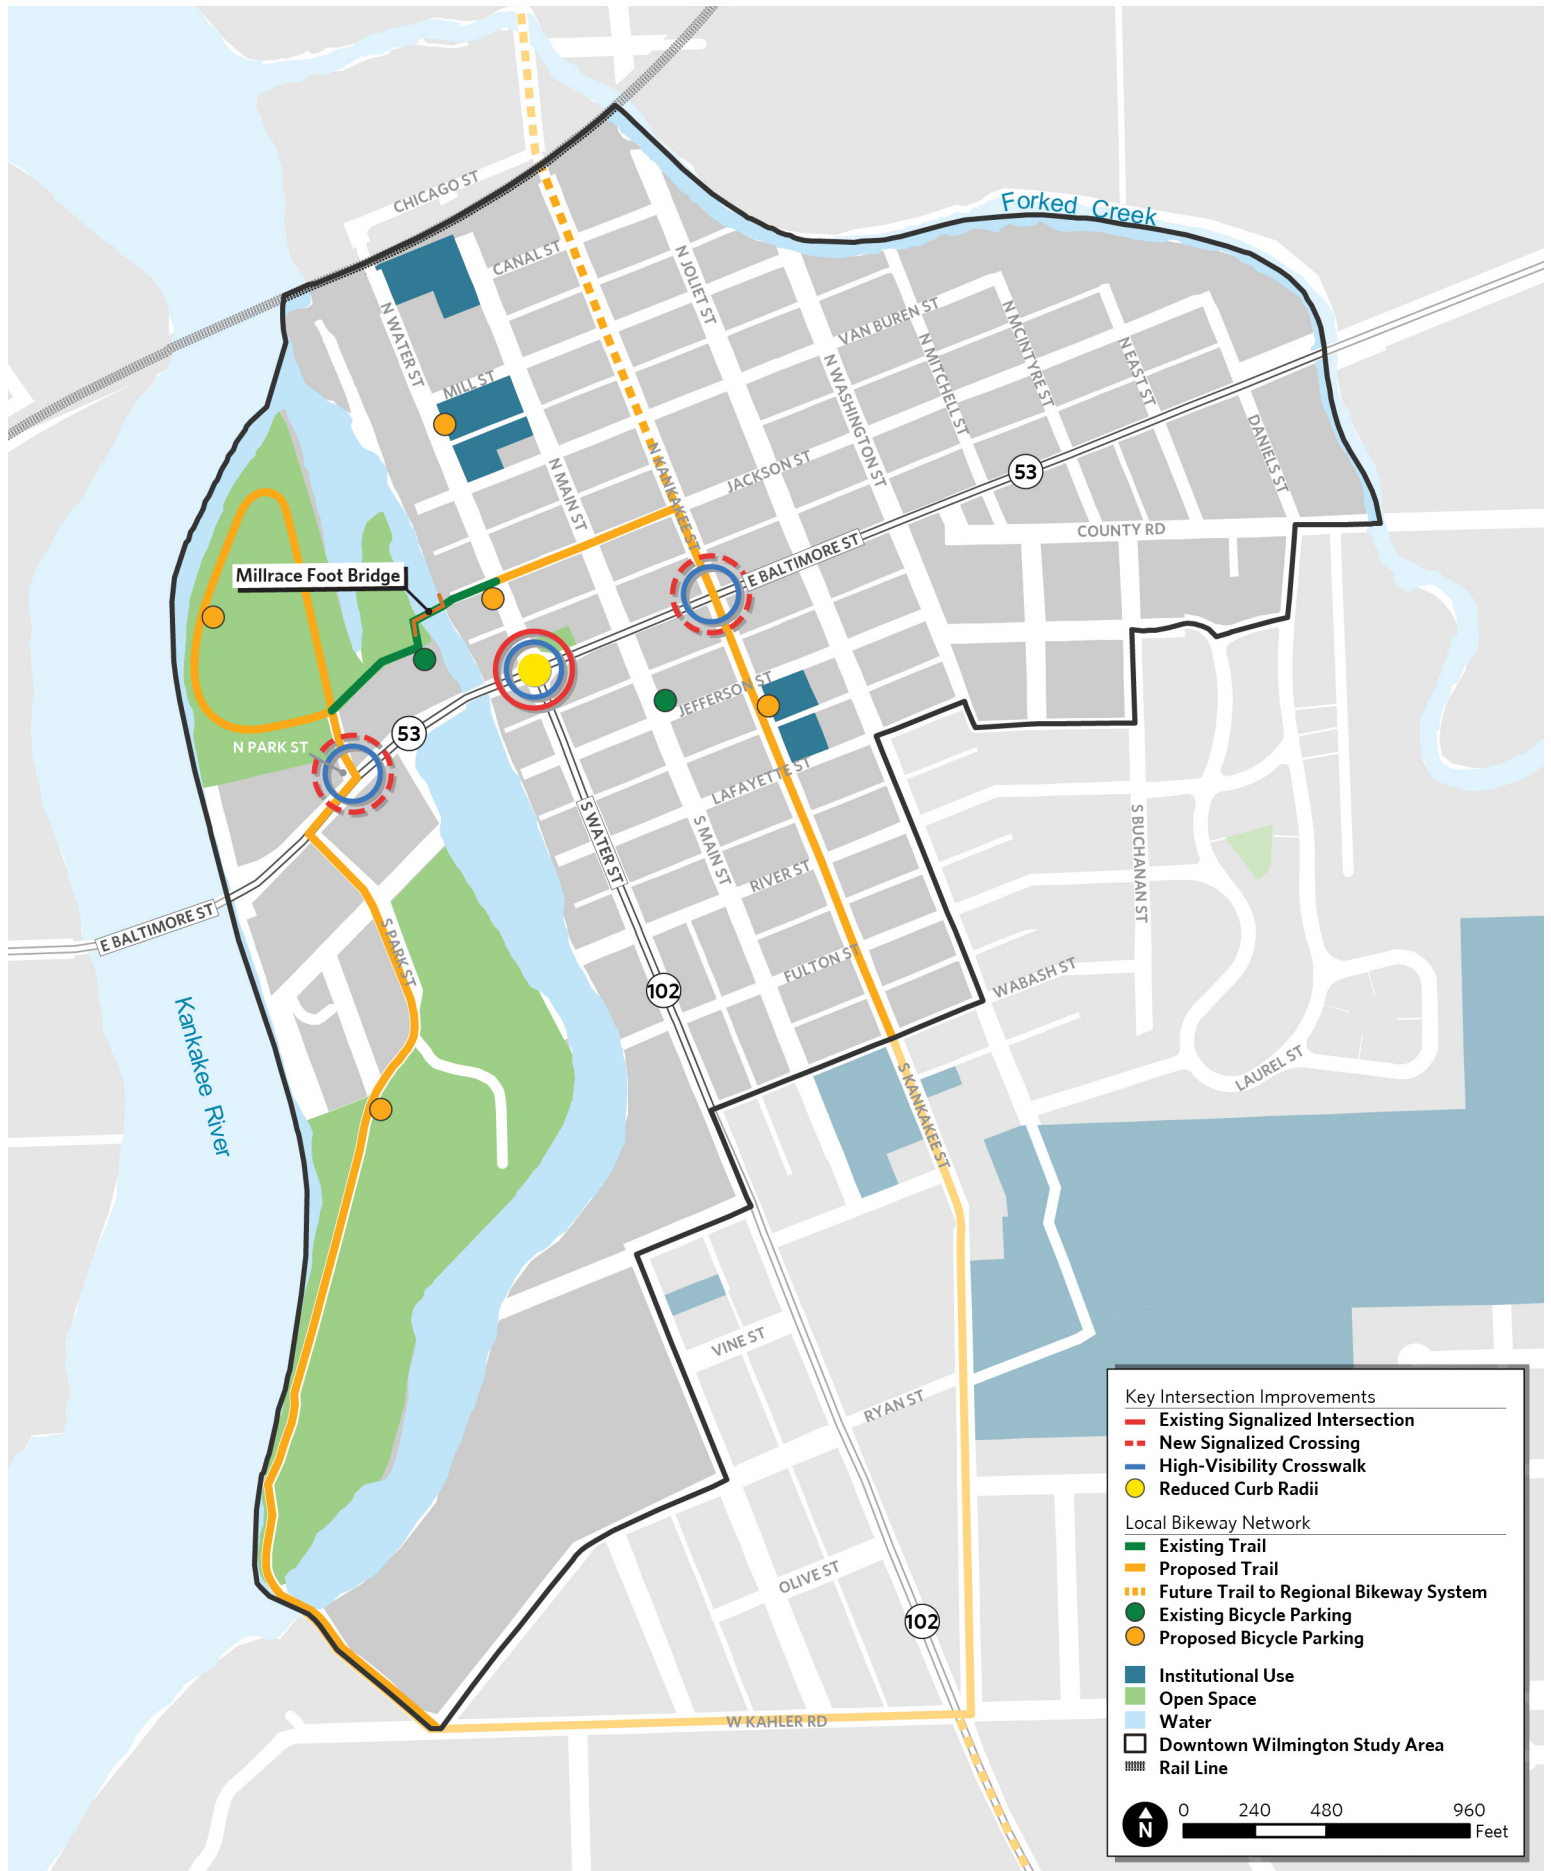 CHICAGO ST
Forked Creek
CANAL ST
N JOLIET ST
N WATER ST
VAN BUREN ST
N MCINTYRE ST
N MITCHELL ST
N EAST ST
N WASHINGTON ST
MILL ST
DANIELS ST
N KANKAKEE ST
JACKSON ST
N MAIN ST
53
COUNTY RD
E BALTIMORE ST
Millrace Foot Bridge
JEFFERSON ST
53
N PARK ST
LAFAYETTE ST
S WATER ST
S MAIN ST
S BUCHANAN ST
RIVER ST
E BALTIMORE ST
S PARK ST
FULTON ST
WABASH ST
102
Kankakee River
LAUREL ST
S KANKAKEE ST
VINE ST
RYAN ST
OLIVE ST
102
W KAHLER RD
Key Intersection Improvements
Existing Signalized Intersection
New Signalized Crossing
High-Visibility Crosswalk
Reduced Curb Radii
Local Bikeway Network
Existing Trail
Proposed Trail
Future Trail to Regional Bikeway System
Existing Bicycle Parking
Proposed Bicycle Parking
Institutional Use
Open Space
Water
Downtown Wilmington Study Area
Rail Line
N
0 240 480 960
Feet